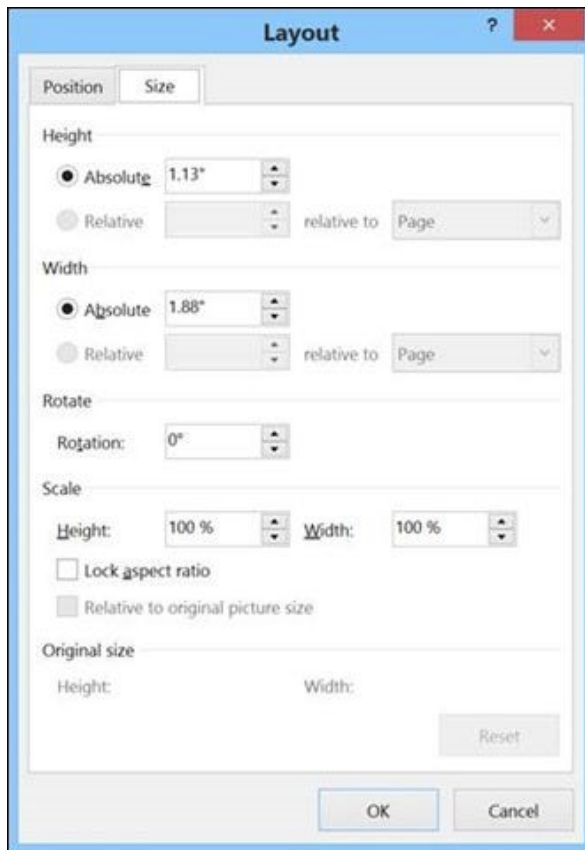 Layout ?
Position Size
Height
Absolute 1.13"
Relative relative to Page
Width
Absolute 1.88"
Relative relative to Page
Rotate
Rotation: 0°
Scale
Height: 100 % Width: 100 %
Lock aspect ratio
Relative to original picture size
Original size
Height: Width:
Reset
OK Cancel